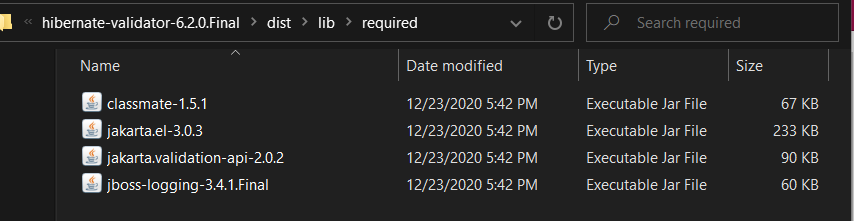 hibernate-validator-6.2.0.Final > dist > lib > required Search required
Name Date modified Type Size
classmate-1.5.1 12/23/2020 5:42 PM Executable Jar File 67 KB
jakarta.el-3.0.3 12/23/2020 5:42 PM Executable Jar File 233 KB
jakarta.validation-api-2.0.2 12/23/2020 5:42 PM Executable Jar File 90 KB
jboss-logging-3.4.1.Final 12/23/2020 5:42 PM Executable Jar File 60 KB